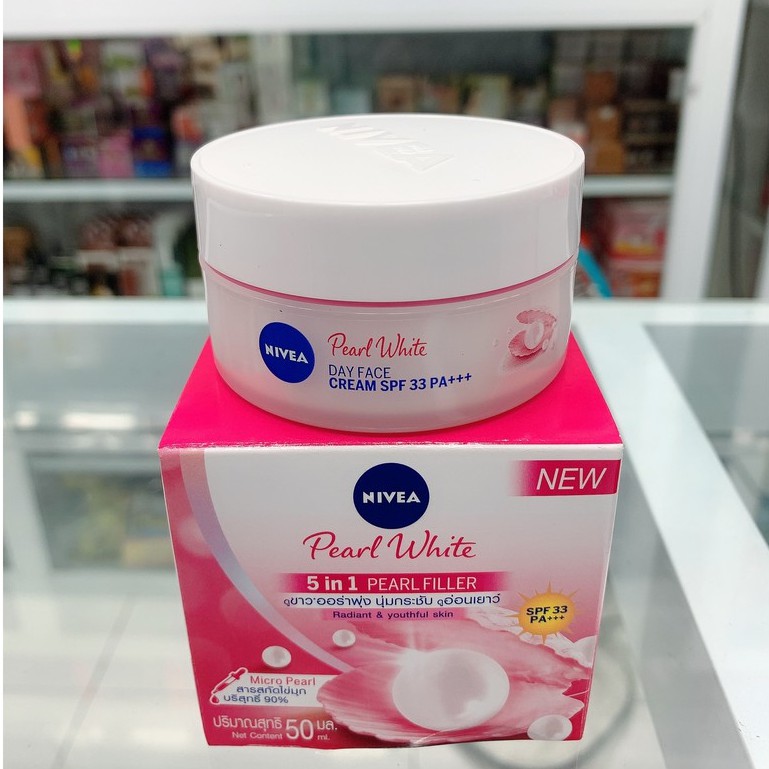 NIVEA
NIVEA
Pearl White
DAY FACE
CREAM SPF 33 PA+++
NEW
NIVEA
Pearl White
5 in 1 PEARL FILLER
ดูขาวออร่าพุ่ง นุ่มกระชับ ดูอ่อนเยาว์
Radiant & youthful skin
SPF 33
PA+++
Micro Pearl
สารสกัดไข่มุก
บริสุทธิ์ 90%
ปริมาณสุทธิ 50 มล.
Net Content ml.